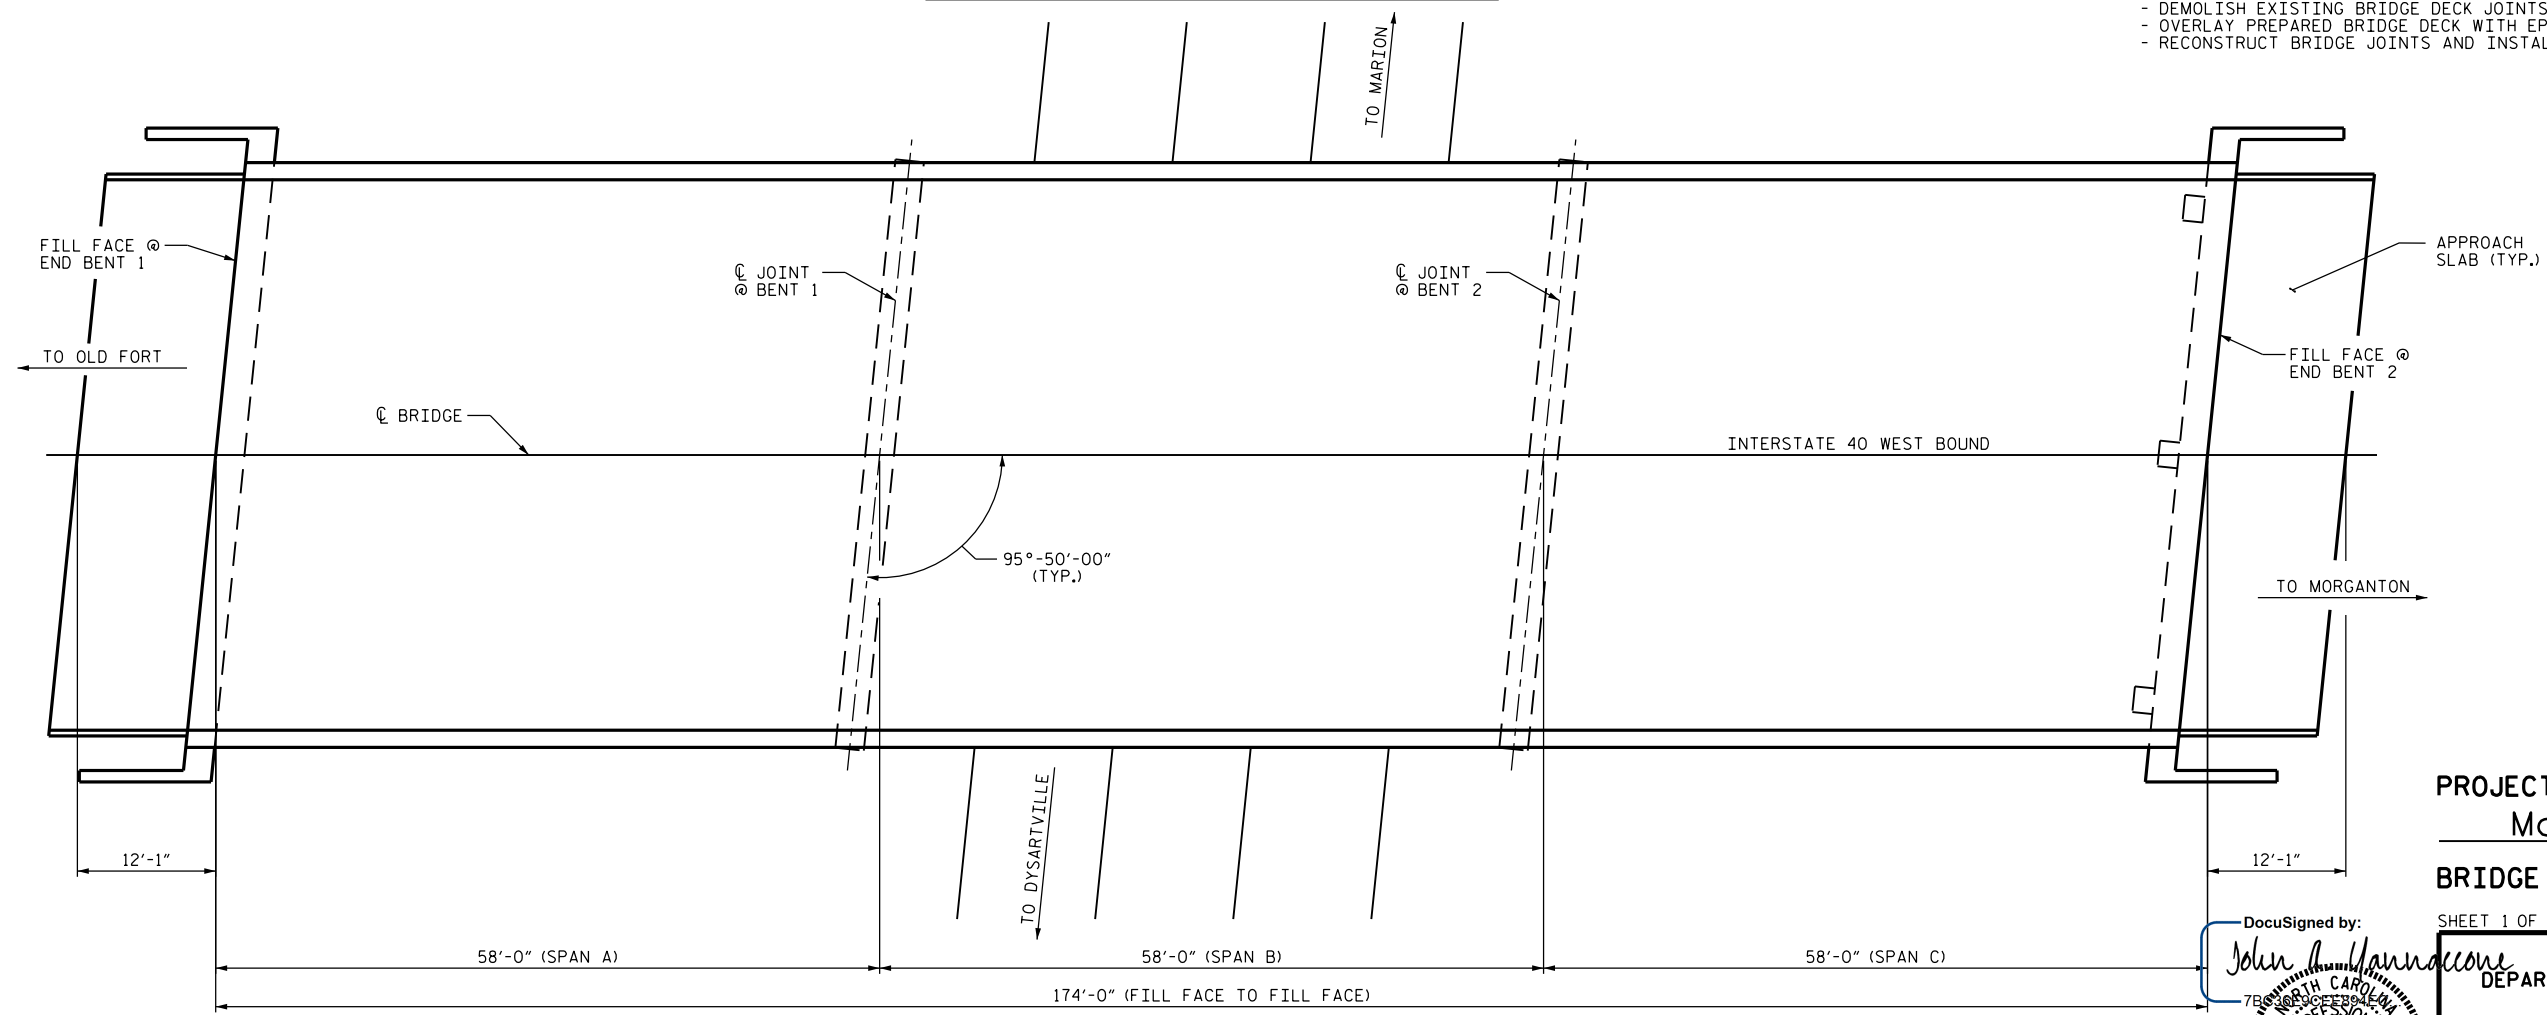 - DEMOLISH EXISTING BRIDGE DECK JOINTS
- OVERLAY PREPARED BRIDGE DECK WITH EP
- RECONSTRUCT BRIDGE JOINTS AND INSTAL
TO MARION
FILL FACE @
END BENT 1
℄ JOINT
@ BENT 1
℄ JOINT
@ BENT 2
APPROACH
SLAB (TYP.)
TO OLD FORT
FILL FACE @
END BENT 2
℄ BRIDGE
INTERSTATE 40 WEST BOUND
95°-50'-00"
(TYP.)
TO MORGANTON
TO DYSARTVILLE
PROJECT
Mc
12'-1"
12'-1"
BRIDGE
SHEET 1 OF
DocuSigned by:
John A. Yannaccone
58'-0" (SPAN A)
58'-0" (SPAN B)
58'-0" (SPAN C)
DEPAR
174'-0" (FILL FACE TO FILL FACE)
NORTH CAROLINA